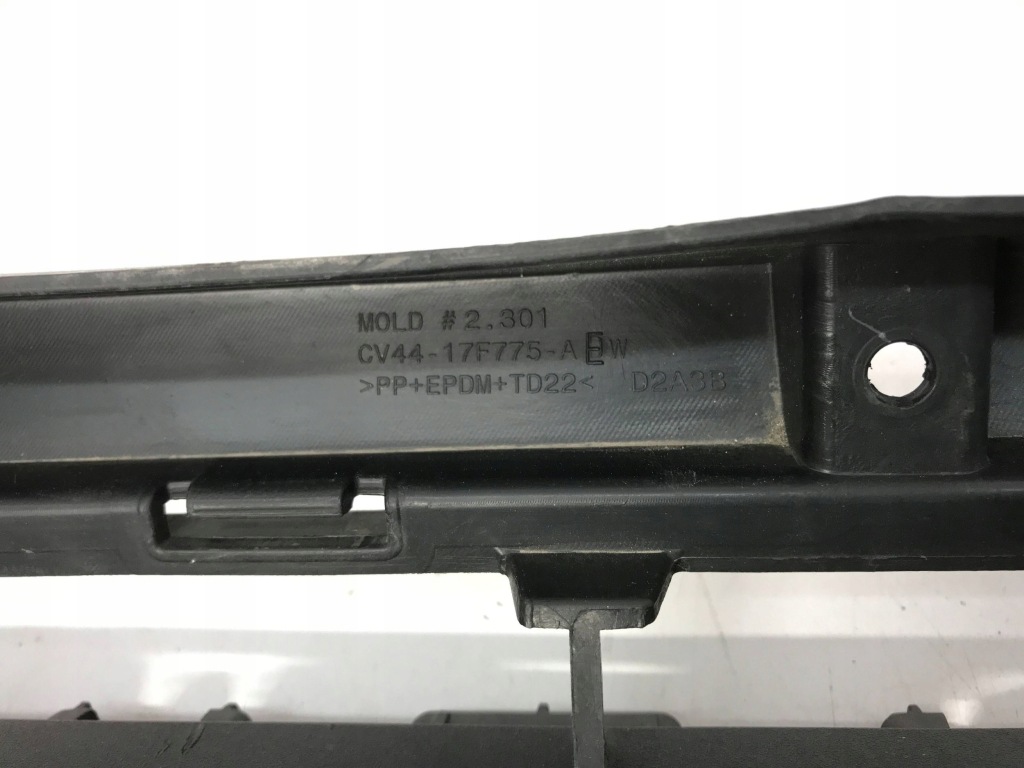 MOLD #2.301
CV44-17F775-A W
>PP+EPDM+TD22< D2A3B